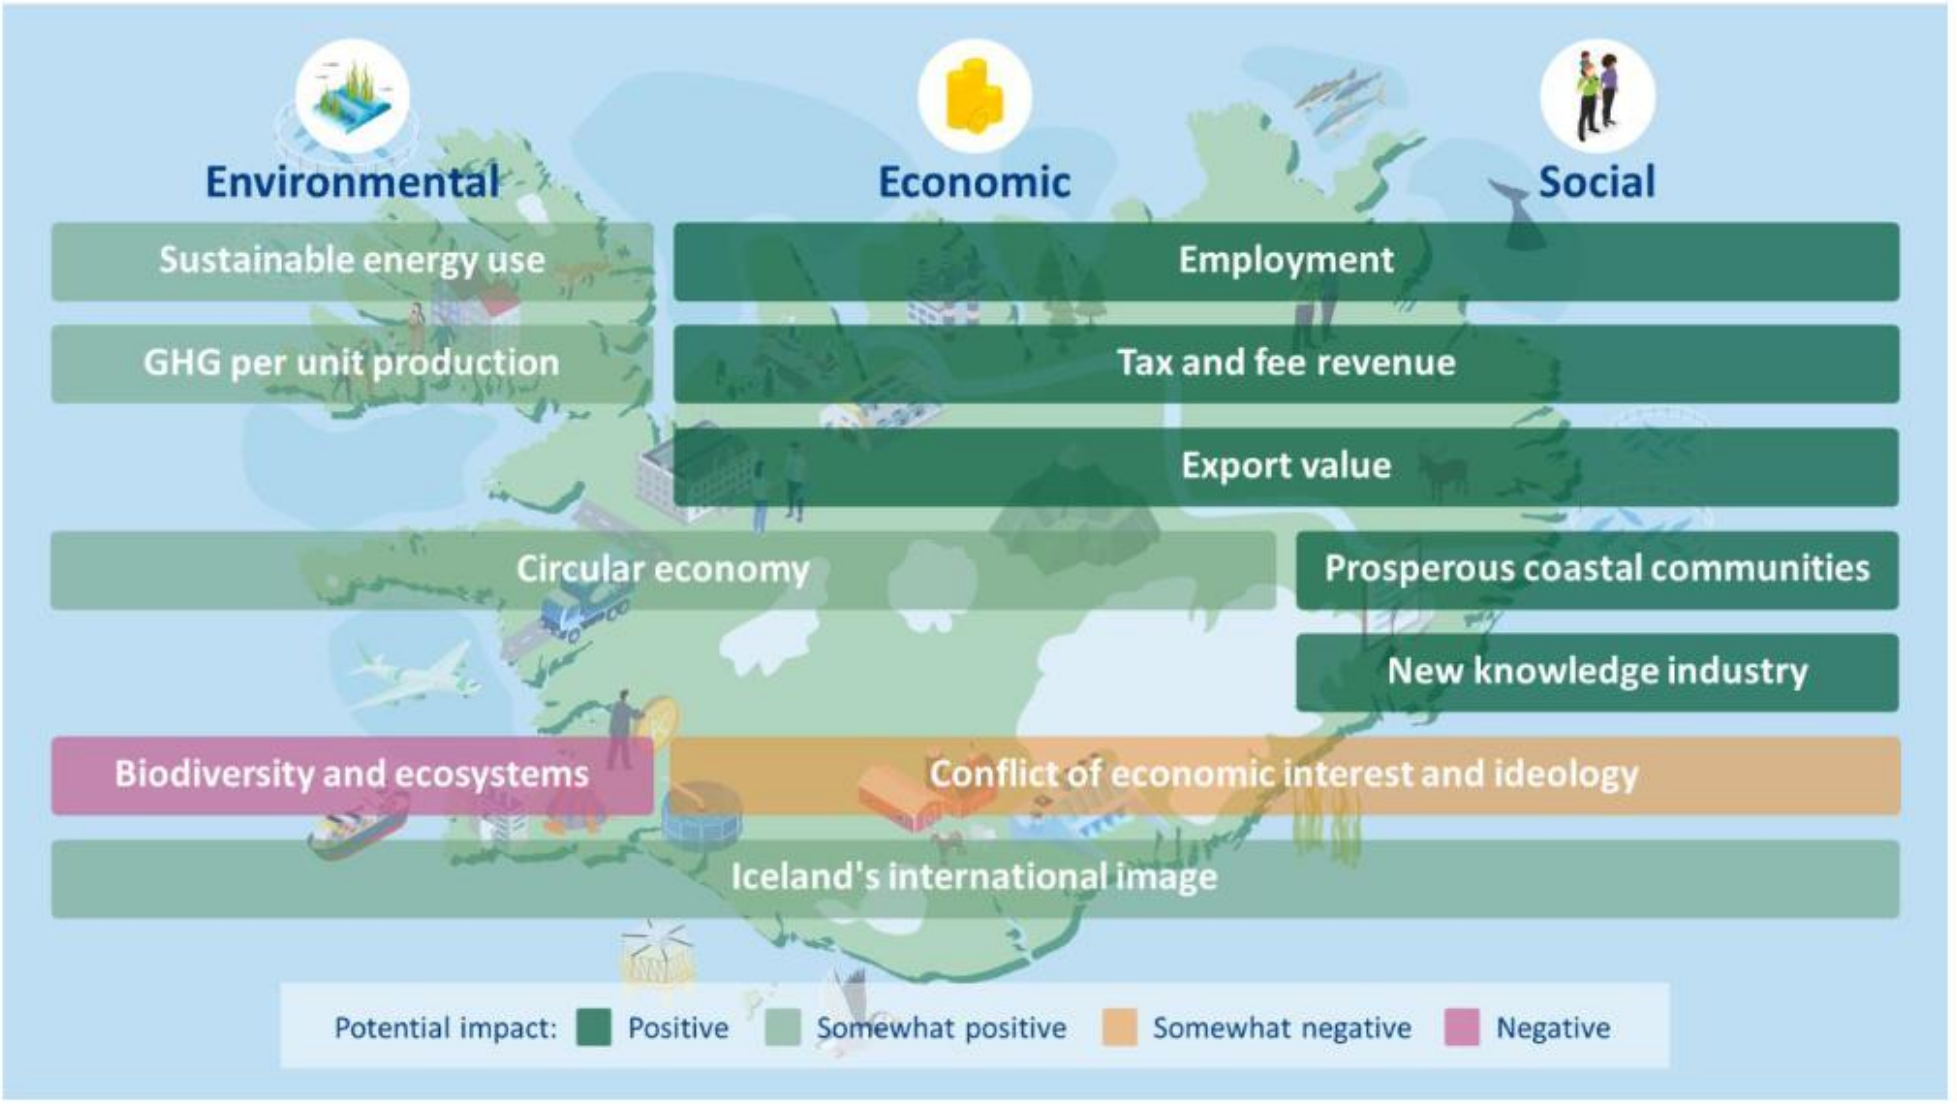 Environmental
Economic
Social
Sustainable energy use
Employment
GHG per unit production
Tax and fee revenue
Export value
Circular economy
Prosperous coastal communities
New knowledge industry
Biodiversity and ecosystems
Conflict of economic interest and ideology
Iceland's international image
Potential impact: Positive Somewhat positive Somewhat negative Negative